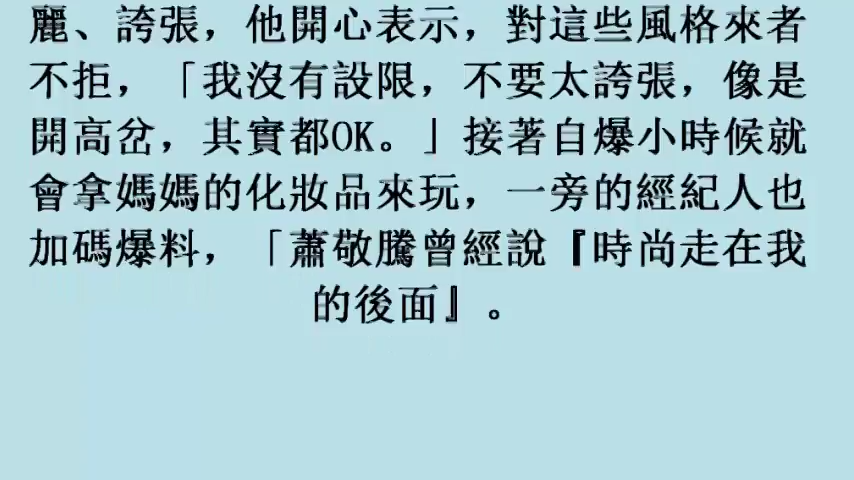 麗、誇張，他開心表示，對這些風格來者
不拒，「我沒有設限，不要太誇張，像是
開高岔，其實都OK。」接著自爆小時候就
會拿媽媽的化妝品來玩，一旁的經紀人也
加碼爆料，「蕭敬騰曾經說『時尚走在我
的後面』。